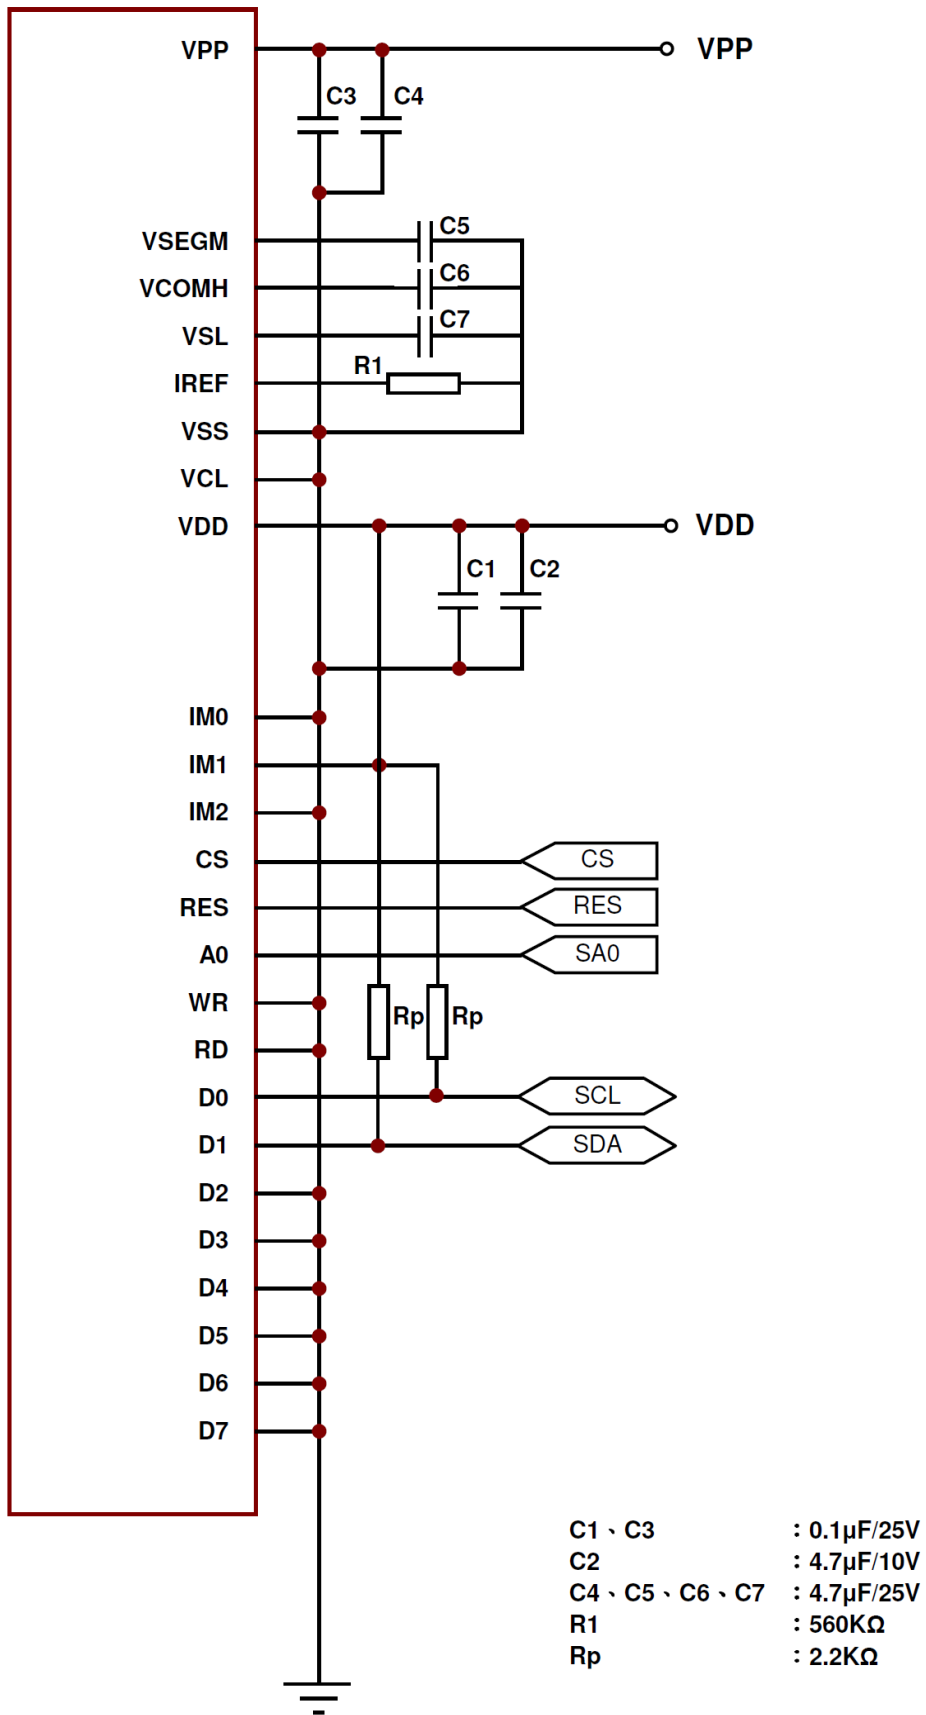 VPP
VPP
C3
C4
VSEGM
C5
VCOMH
C6
VSL
C7
IREF
R1
VSS
VCL
VDD
VDD
C1
C2
IM0
IM1
IM2
CS
CS
RES
RES
A0
SA0
WR
Rp
Rp
RD
D0
SCL
D1
SDA
D2
D3
D4
D5
D6
D7
C1、C3 : 0.1µF/25V
C2 : 4.7µF/10V
C4、C5、C6、C7 : 4.7µF/25V
R1 : 560KΩ
Rp : 2.2KΩ